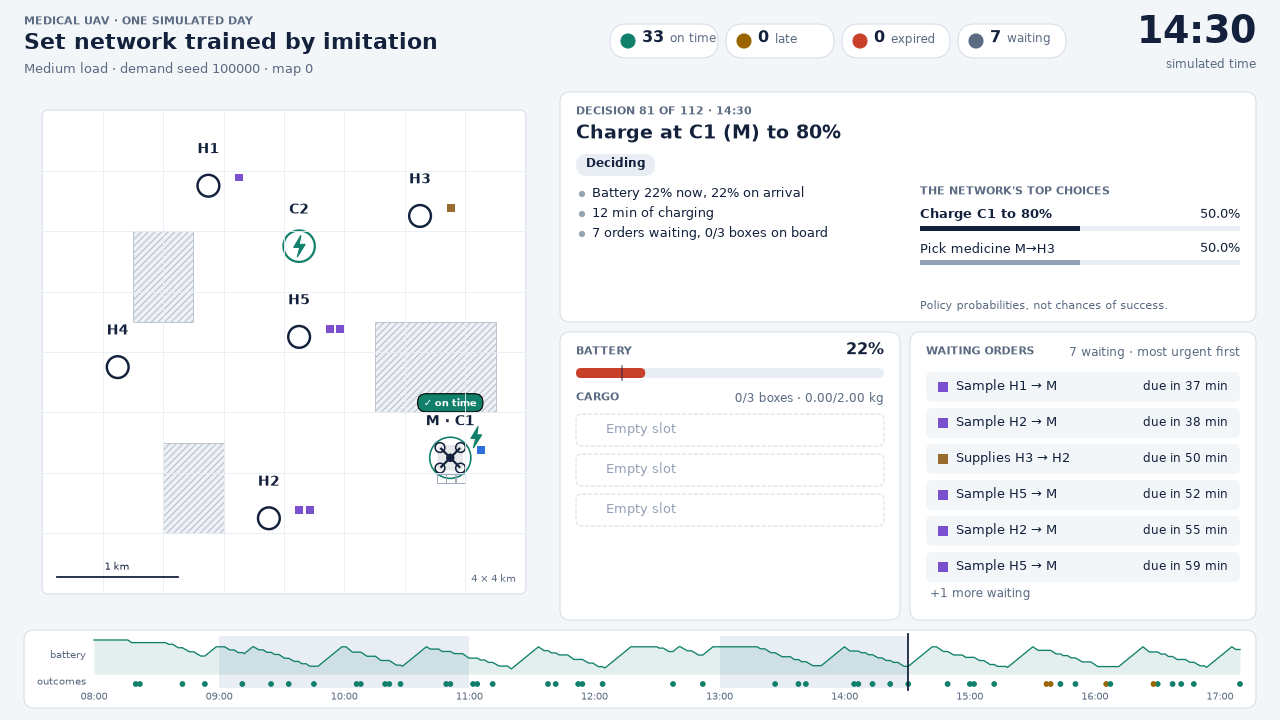 MEDICAL UAV · ONE SIMULATED DAY
Set network trained by imitation
Medium load · demand seed 100000 · map 0
33 on time
0 late
0 expired
7 waiting
14:30
simulated time
H1
H3
C2
H5
H4
✓ on time
M · C1
H2
1 km
4 × 4 km
DECISION 81 OF 112 · 14:30
Charge at C1 (M) to 80%
Deciding
Battery 22% now, 22% on arrival
12 min of charging
7 orders waiting, 0/3 boxes on board
THE NETWORK'S TOP CHOICES
Charge C1 to 80% 50.0%
Pick medicine M→H3 50.0%
Policy probabilities, not chances of success.
BATTERY 22%
CARGO 0/3 boxes · 0.00/2.00 kg
Empty slot
Empty slot
Empty slot
WAITING ORDERS 7 waiting · most urgent first
Sample H1 → M due in 37 min
Sample H2 → M due in 38 min
Supplies H3 → H2 due in 50 min
Sample H5 → M due in 52 min
Sample H2 → M due in 55 min
Sample H5 → M due in 59 min
+1 more waiting
battery
outcomes
08:00 09:00 10:00 11:00 12:00 13:00 14:00 15:00 16:00 17:00